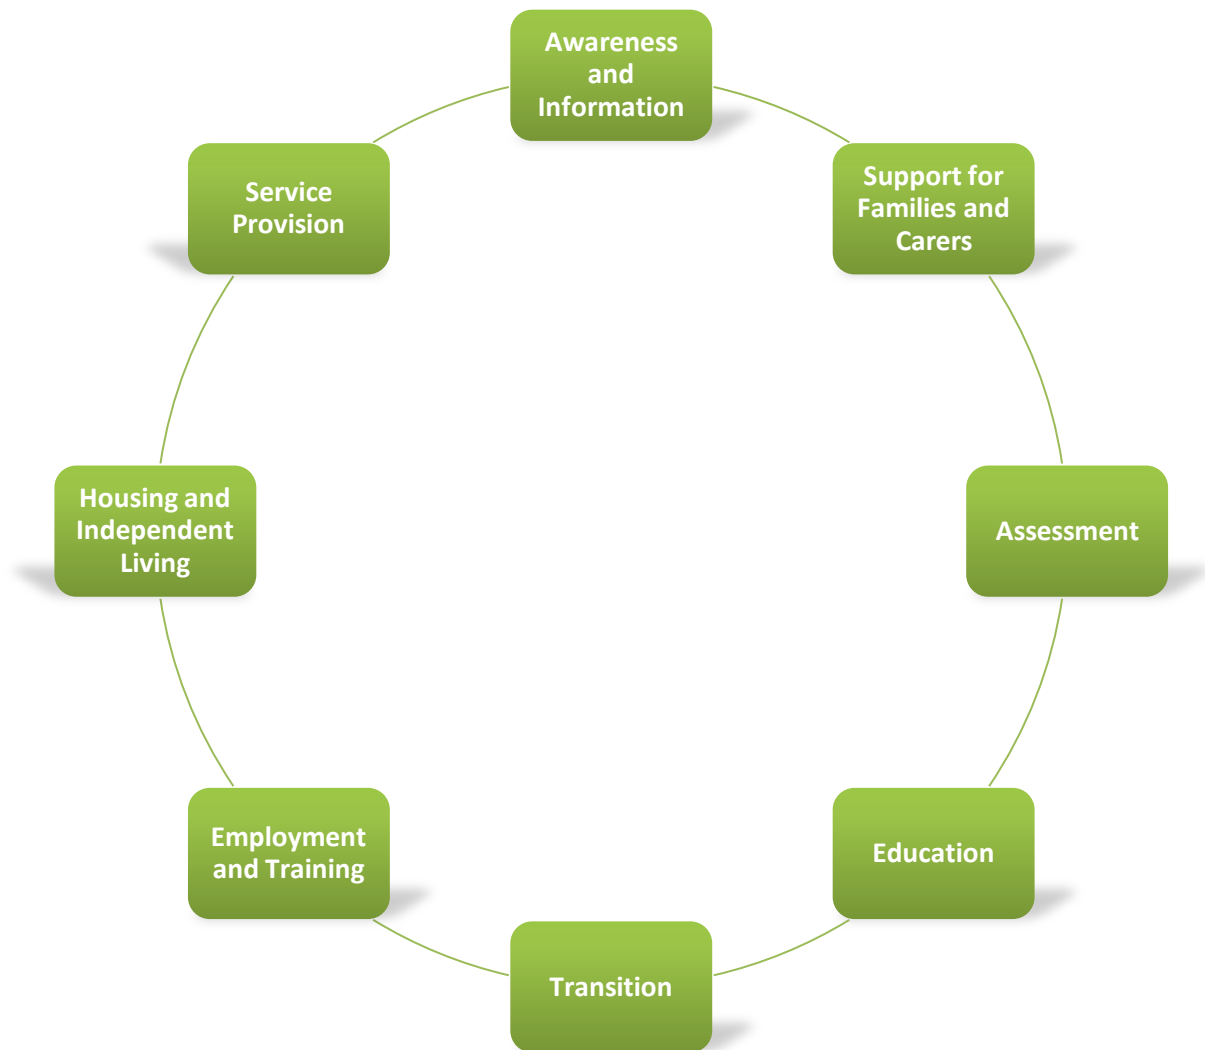 Awareness
and
Information
Support for
Families and
Carers
Assessment
Education
Transition
Employment
and Training
Housing and
Independent
Living
Service
Provision